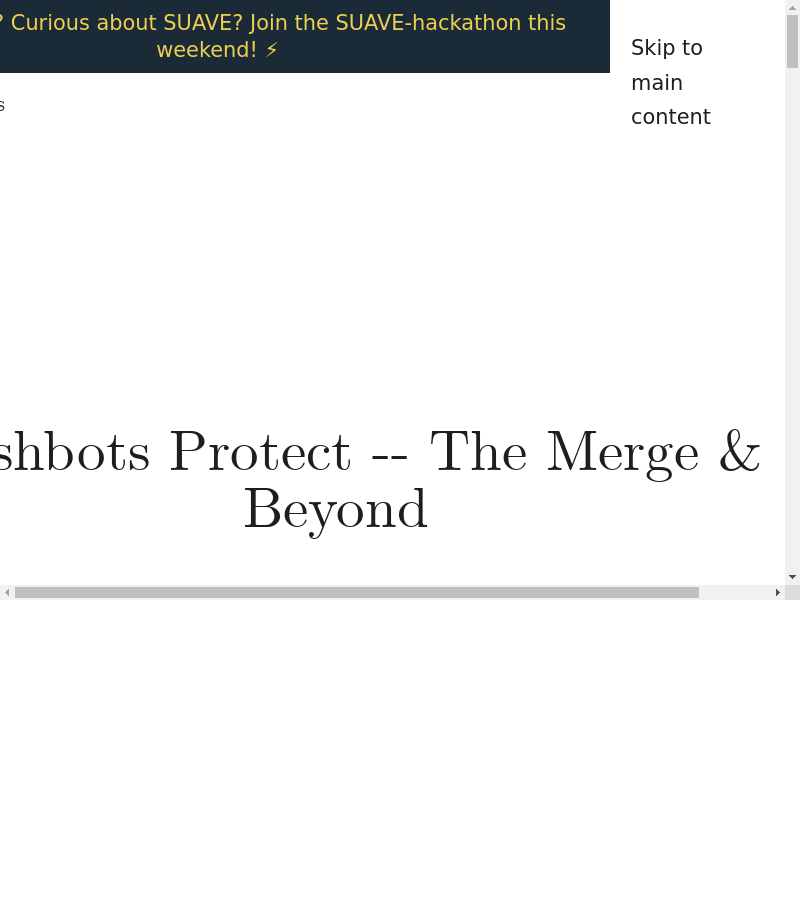 ? Curious about SUAVE? Join the SUAVE-hackathon this
weekend! ⚡
Skip to
main
content
s
shbots Protect -- The Merge &
Beyond